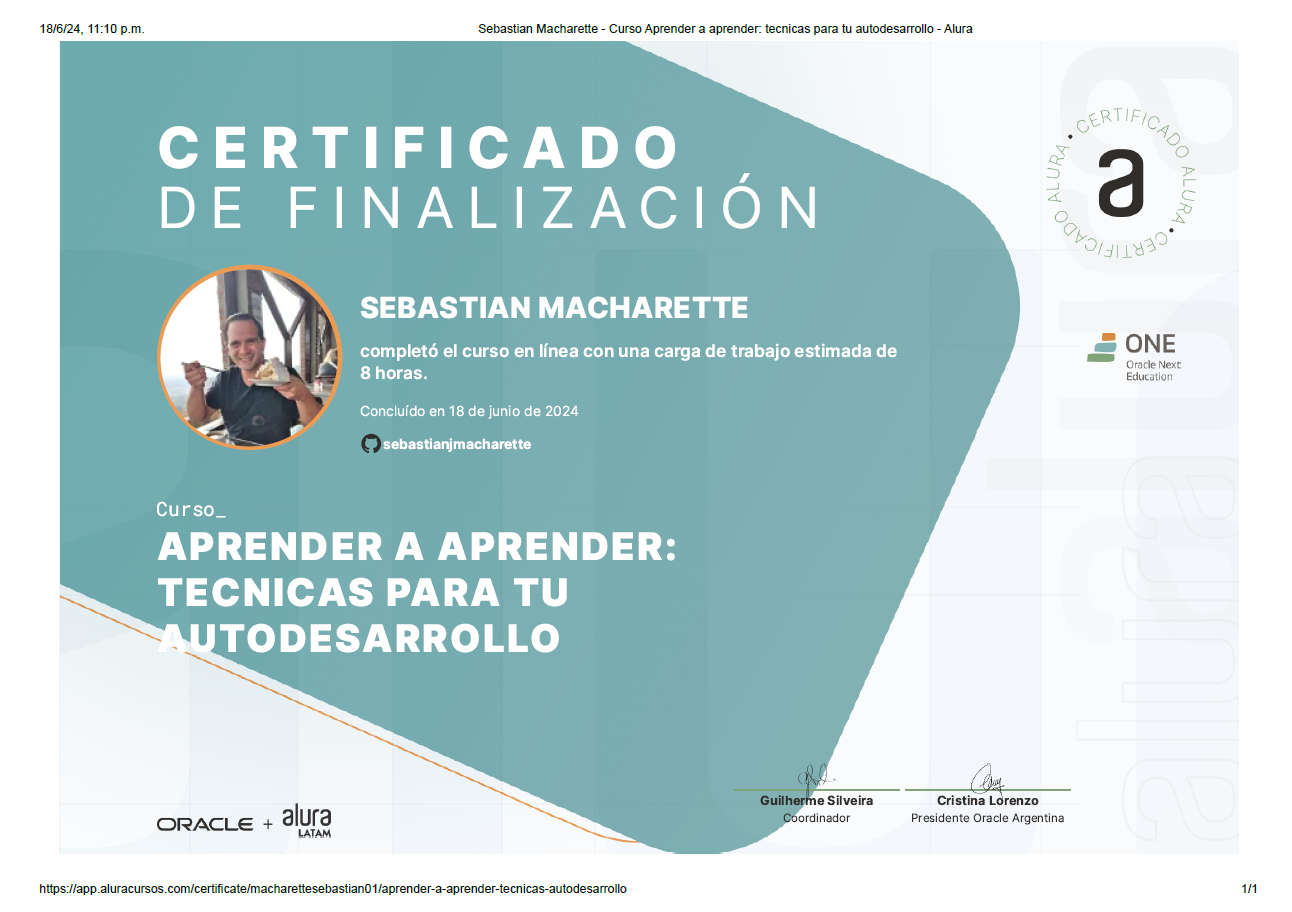 18/6/24, 11:10 p.m.
Sebastian Macharette - Curso Aprender a aprender: tecnicas para tu autodesarrollo - Alura
CERTIFICADO
DE FINALIZACIÓN
• CERTIFICADO ALURA • CERTIFICADO ALURA
a
SEBASTIAN MACHARETTE
completó el curso en línea con una carga de trabajo estimada de
8 horas.
Concluído en 18 de junio de 2024
sebastianjmacharette
ONE
Oracle Next
Education
Curso_
APRENDER A APRENDER:
TECNICAS PARA TU
AUTODESARROLLO
alura
alura
ORACLE + alura
LATAM
Guilherme Silveira
Coordinador
Cristina Lorenzo
Presidente Oracle Argentina
https://app.aluracursos.com/certificate/macharettesebastian01/aprender-a-aprender-tecnicas-autodesarrollo
1/1